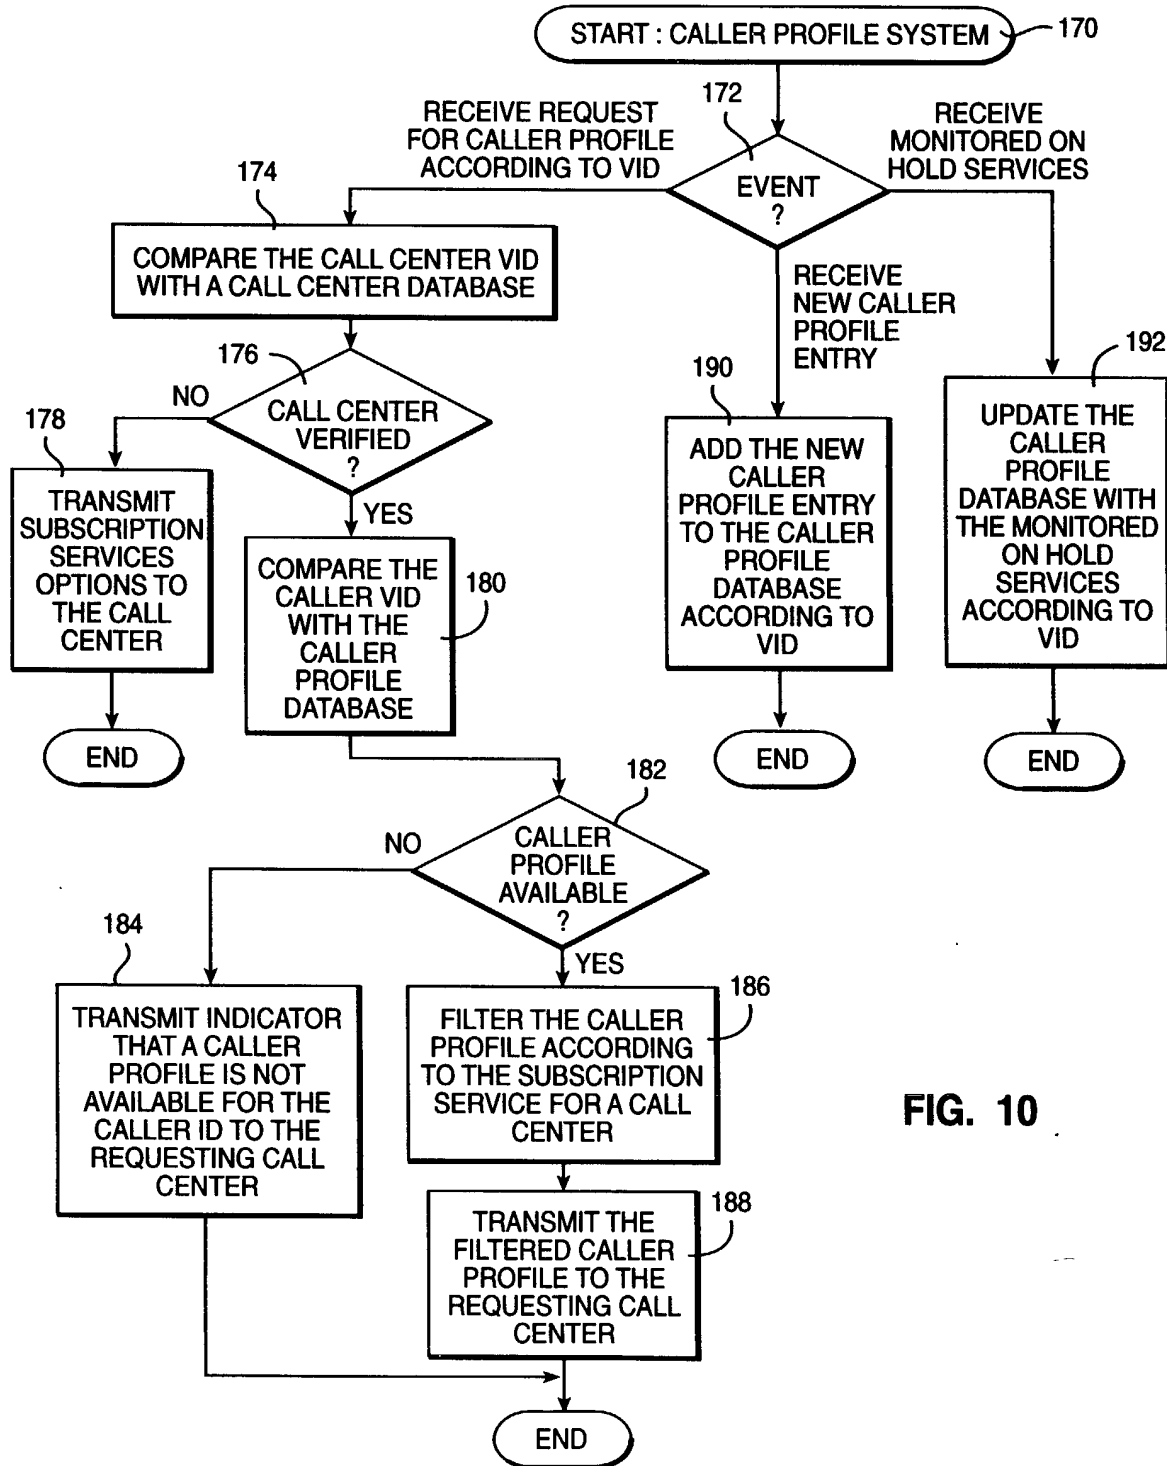 START : CALLER PROFILE SYSTEM
170
172
RECEIVE REQUEST
FOR CALLER PROFILE
ACCORDING TO VID
RECEIVE
MONITORED ON
HOLD SERVICES
EVENT
?
174
COMPARE THE CALL CENTER VID
WITH A CALL CENTER DATABASE
RECEIVE
NEW CALLER
PROFILE
ENTRY
176
NO
CALL CENTER
VERIFIED
?
YES
178
TRANSMIT
SUBSCRIPTION
SERVICES
OPTIONS TO
THE CALL
CENTER
END
180
COMPARE THE
CALLER VID
WITH THE
CALLER
PROFILE
DATABASE
190
ADD THE NEW
CALLER
PROFILE ENTRY
TO THE CALLER
PROFILE
DATABASE
ACCORDING TO
VID
END
192
UPDATE THE
CALLER
PROFILE
DATABASE WITH
THE MONITORED
ON HOLD
SERVICES
ACCORDING TO
VID
END
182
NO
CALLER
PROFILE
AVAILABLE
?
YES
184
TRANSMIT INDICATOR
THAT A CALLER
PROFILE IS NOT
AVAILABLE FOR THE
CALLER ID TO THE
REQUESTING CALL
CENTER
186
FILTER THE CALLER
PROFILE ACCORDING
TO THE SUBSCRIPTION
SERVICE FOR A CALL
CENTER
188
TRANSMIT THE
FILTERED CALLER
PROFILE TO THE
REQUESTING CALL
CENTER
END
FIG. 10